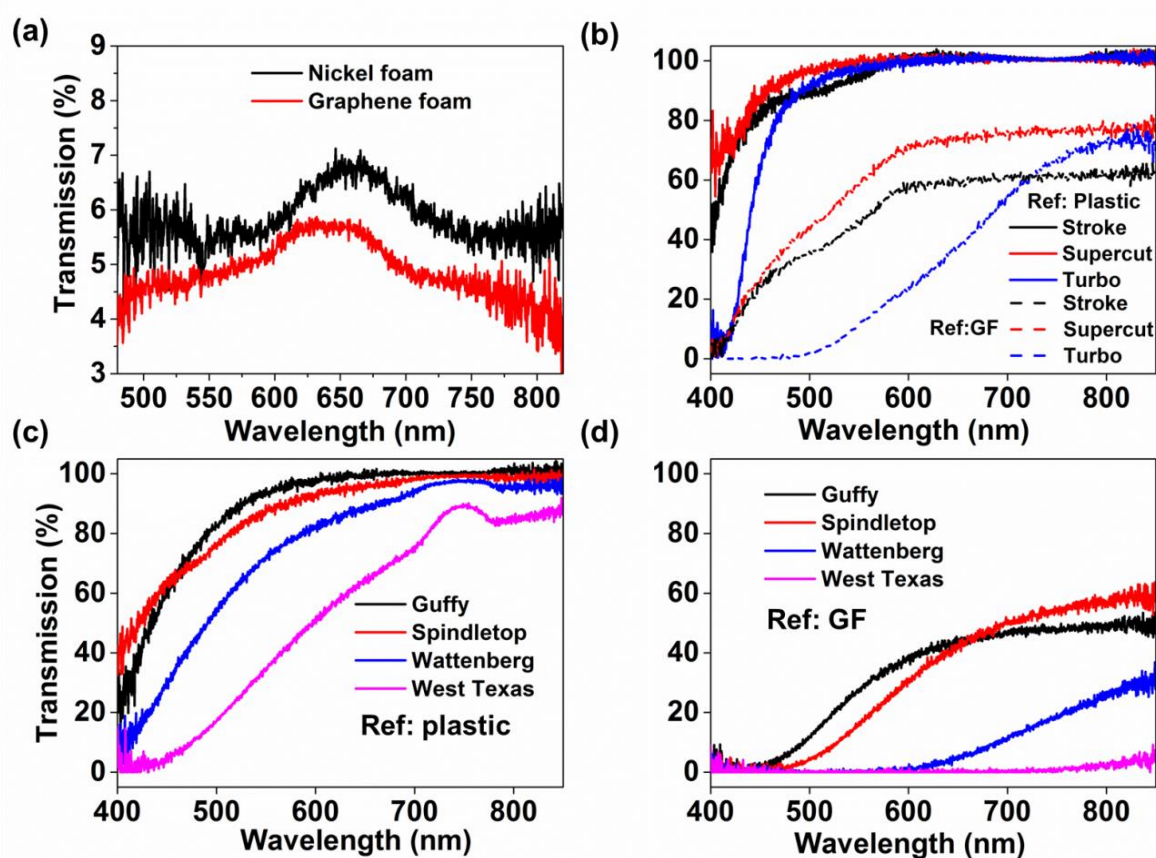 (a)
Transmission (%)
9
8
7
6
5
4
3
Nickel foam
Graphene foam
500 550 600 650 700 750 800
Wavelength (nm)
(b)
100
80
60
40
20
0
Ref: Plastic
Stroke
Supercut
Turbo
Stroke
Ref:GF
Supercut
Turbo
400 500 600 700 800
Wavelength (nm)
(c)
Transmission (%)
100
80
60
40
20
0
Guffy
Spindletop
Wattenberg
West Texas
Ref: plastic
400 500 600 700 800
Wavelength (nm)
(d)
100
80
60
40
20
0
Guffy
Spindletop
Wattenberg
West Texas
Ref: GF
400 500 600 700 800
Wavelength (nm)